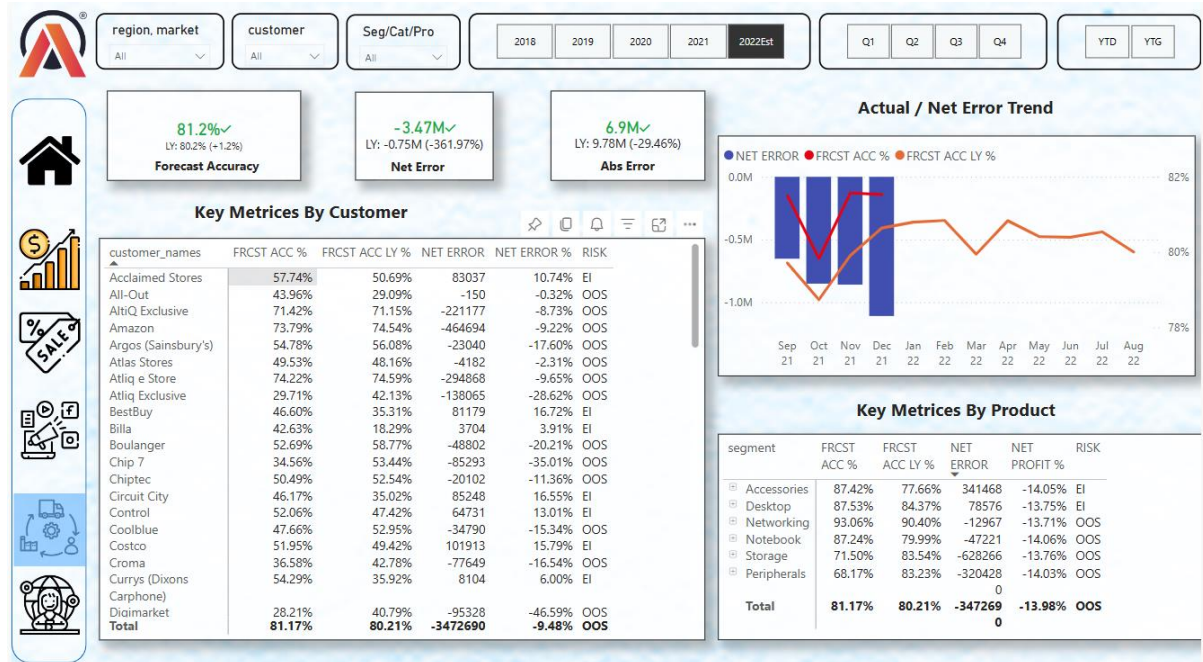 ®
region, market
All
customer
All
Seg/Cat/Pro
All
2018 2019 2020 2021 2022Est
Q1 Q2 Q3 Q4
YTD YTG
81.2%✓
LY: 80.2% (+1.2%)
Forecast Accuracy
-3.47M✓
LY: -0.75M (-361.97%)
Net Error
6.9M✓
LY: 9.78M (-29.46%)
Abs Error
Key Metrices By Customer
customer_names FRCST ACC % FRCST ACC LY % NET ERROR NET ERROR % RISK
Acclaimed Stores 57.74% 50.69% 83037 10.74% EI
All-Out 43.96% 29.09% -150 -0.32% OOS
AltiQ Exclusive 71.42% 71.15% -221177 -8.73% OOS
Amazon 73.79% 74.54% -464694 -9.22% OOS
Argos (Sainsbury's) 54.78% 56.08% -23040 -17.60% OOS
Atlas Stores 49.53% 48.16% -4182 -2.31% OOS
Atliq e Store 74.22% 74.59% -294868 -9.65% OOS
Atliq Exclusive 29.71% 42.13% -138065 -28.62% OOS
BestBuy 46.60% 35.31% 81179 16.72% EI
Billa 42.63% 18.29% 3704 3.91% EI
Boulanger 52.69% 58.77% -48802 -20.21% OOS
Chip 7 34.56% 53.44% -85293 -35.01% OOS
Chiptec 50.49% 52.54% -20102 -11.36% OOS
Circuit City 46.17% 35.02% 85248 16.55% EI
Control 52.06% 47.42% 64731 13.01% EI
Coolblue 47.66% 52.95% -34790 -15.34% OOS
Costco 51.95% 49.42% 101913 15.79% EI
Croma 36.58% 42.78% -77649 -16.54% OOS
Currys (Dixons 54.29% 35.92% 8104 6.00% EI
Carphone)
Digimarket 28.21% 40.79% -95328 -46.59% OOS
Total 81.17% 80.21% -3472690 -9.48% OOS
% SALE
Actual / Net Error Trend
NET ERROR FRCST ACC % FRCST ACC LY %
0.0M 82%
-0.5M 80%
-1.0M 78%
Sep Oct Nov Dec Jan Feb Mar Apr May Jun Jul Aug
21 21 21 21 22 22 22 22 22 22 22 22
Key Metrices By Product
segment FRCST FRCST NET NET RISK
ACC % ACC LY % ERROR PROFIT %
Accessories 87.42% 77.66% 341468 -14.05% EI
Desktop 87.53% 84.37% 78576 -13.75% EI
Networking 93.06% 90.40% -12967 -13.71% OOS
Notebook 87.24% 79.99% -47221 -14.06% OOS
Storage 71.50% 83.54% -628266 -13.76% OOS
Peripherals 68.17% 83.23% -320428 -14.03% OOS
0
Total 81.17% 80.21% -347269 -13.98% OOS
0